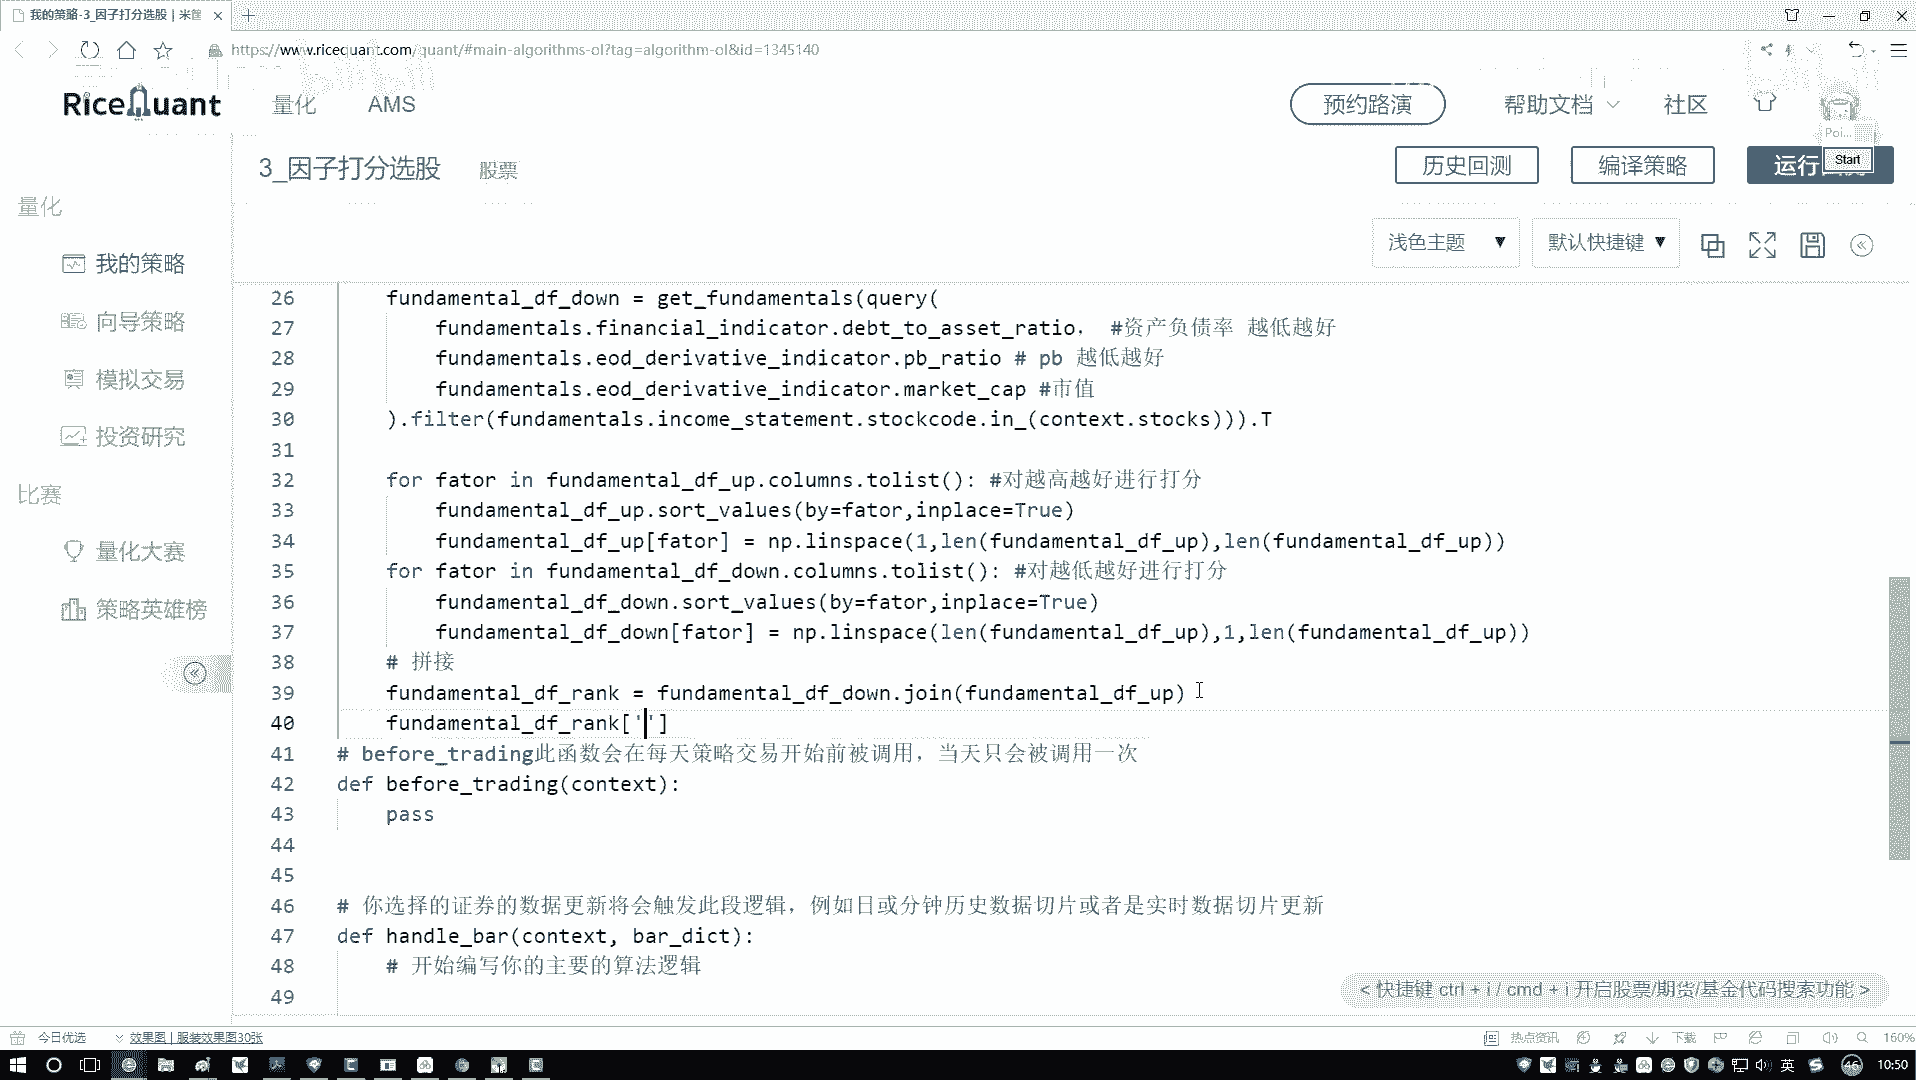 我的策略-3_因子打分选股 | 米筐
https://www.ricequant.com/quant/#main-algorithms-ol?tag=algorithm-ol&id=1345140
RiceQuant
量化
AMS
预约路演
帮助文档
社区
Poi...
Start
3_因子打分选股
股票
历史回测
编译策略
运行
量化
浅色主题
默认快捷键
我的策略
向导策略
模拟交易
投资研究
比赛
量化大赛
策略英雄榜
26 fundamental_df_down = get_fundamentals(query(
27 fundamentals.financial_indicator.debt_to_asset_ratio， #资产负债率 越低越好
28 fundamentals.eod_derivative_indicator.pb_ratio # pb 越低越好
29 fundamentals.eod_derivative_indicator.market_cap #市值
30 ).filter(fundamentals.income_statement.stockcode.in_(context.stocks))).T
31
32 for fator in fundamental_df_up.columns.tolist(): #对越高越好进行打分
33 fundamental_df_up.sort_values(by=fator,inplace=True)
34 fundamental_df_up[fator] = np.linspace(1,len(fundamental_df_up),len(fundamental_df_up))
35 for fator in fundamental_df_down.columns.tolist(): #对越低越好进行打分
36 fundamental_df_down.sort_values(by=fator,inplace=True)
37 fundamental_df_down[fator] = np.linspace(len(fundamental_df_up),1,len(fundamental_df_up))
38 # 拼接
39 fundamental_df_rank = fundamental_df_down.join(fundamental_df_up)
40 fundamental_df_rank['']
41 # before_trading此函数会在每天策略交易开始前被调用，当天只会被调用一次
42 def before_trading(context):
43 pass
44
45
46 # 你选择的证券的数据更新将会触发此段逻辑，例如日或分钟历史数据切片或者是实时数据切片更新
47 def handle_bar(context, bar_dict):
48 # 开始编写你的主要的算法逻辑
49
< 快捷键 ctrl + i / cmd + i 开启股票/期货/基金代码搜索功能 >
今日优选
效果图 | 服装效果图30张
热点资讯
下载
160%
英
46
10:50